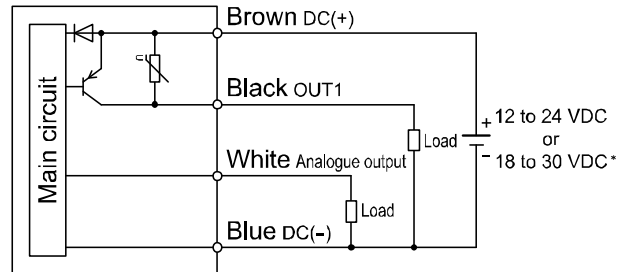 Brown DC(+)
Main circuit
Black OUT1
+
12 to 24 VDC
or
18 to 30 VDC*
−
Load
White Analogue output
Load
Blue DC(−)